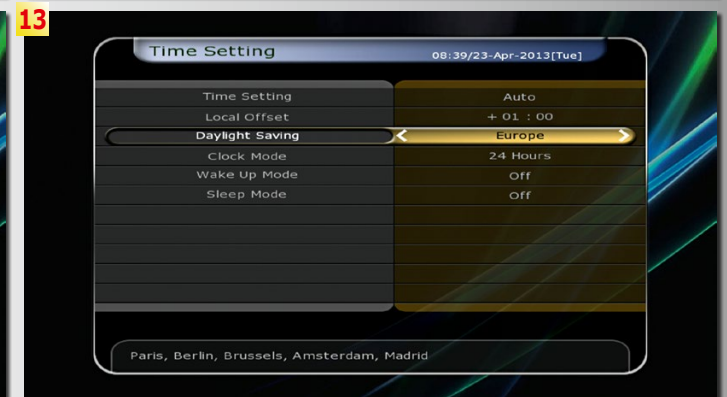 13
Time Setting 08:39/23-Apr-2013[Tue]
Time Setting Auto
Local Offset + 01 : 00
Daylight Saving Europe
Clock Mode 24 Hours
Wake Up Mode Off
Sleep Mode Off
Paris, Berlin, Brussels, Amsterdam, Madrid